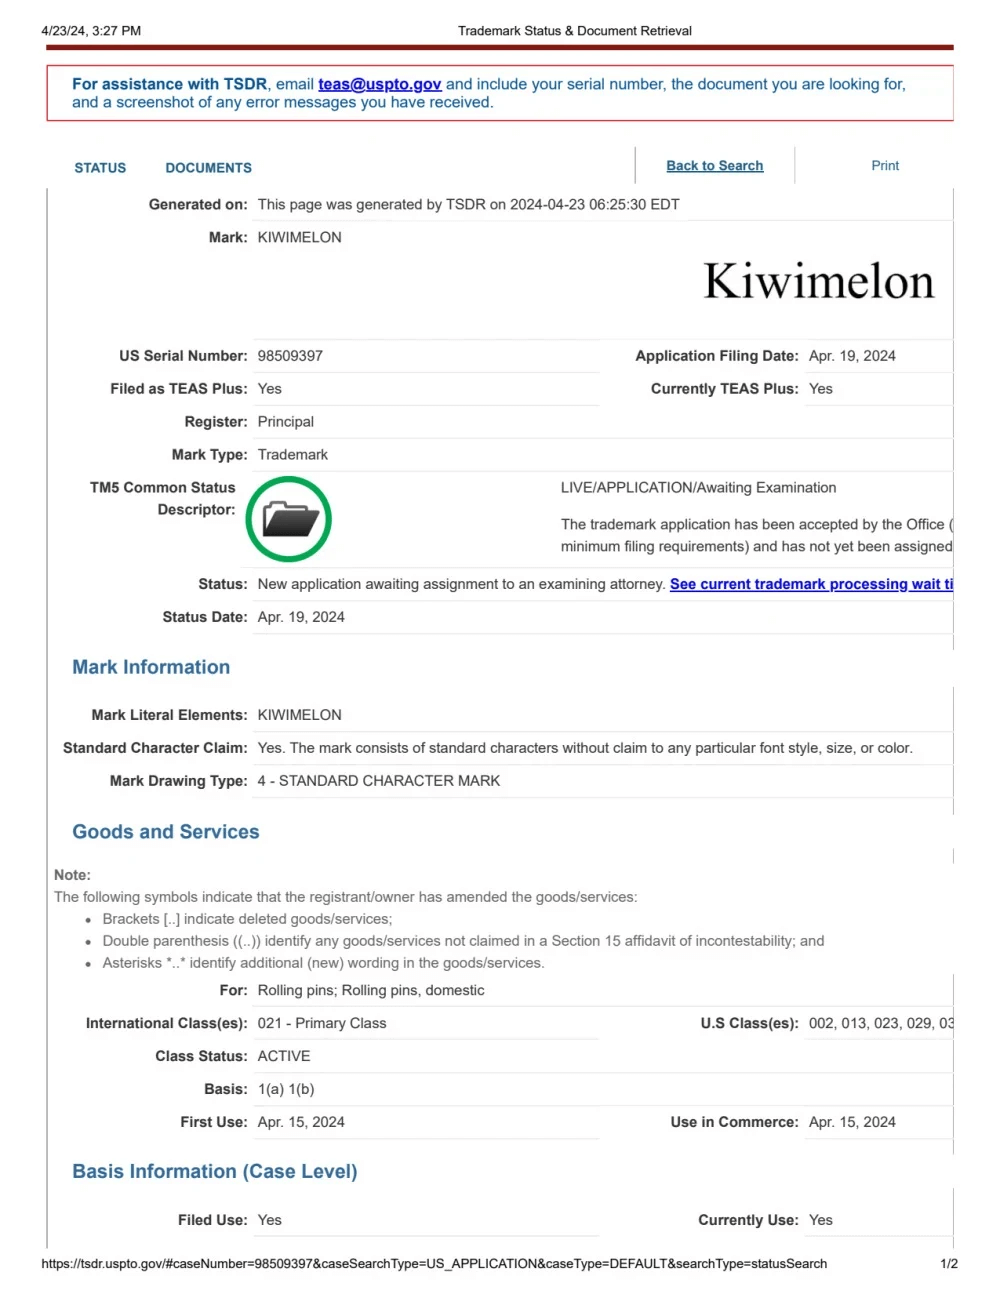 4/23/24, 3:27 PM Trademark Status & Document Retrieval
For assistance with TSDR, email teas@uspto.gov and include your serial number, the document you are looking for,
and a screenshot of any error messages you have received.
STATUS DOCUMENTS Back to Search Print
Generated on: This page was generated by TSDR on 2024-04-23 06:25:30 EDT
Mark: KIWIMELON
Kiwimelon
US Serial Number: 98509397 Application Filing Date: Apr. 19, 2024
Filed as TEAS Plus: Yes Currently TEAS Plus: Yes
Register: Principal
Mark Type: Trademark
TM5 Common Status
Descriptor:
LIVE/APPLICATION/Awaiting Examination
The trademark application has been accepted by the Office (
minimum filing requirements) and has not yet been assigned
Status: New application awaiting assignment to an examining attorney. See current trademark processing wait ti
Status Date: Apr. 19, 2024
Mark Information
Mark Literal Elements: KIWIMELON
Standard Character Claim: Yes. The mark consists of standard characters without claim to any particular font style, size, or color.
Mark Drawing Type: 4 - STANDARD CHARACTER MARK
Goods and Services
Note:
The following symbols indicate that the registrant/owner has amended the goods/services:
• Brackets [..] indicate deleted goods/services;
• Double parenthesis ((..)) identify any goods/services not claimed in a Section 15 affidavit of incontestability; and
• Asterisks *..* identify additional (new) wording in the goods/services.
For: Rolling pins; Rolling pins, domestic
International Class(es): 021 - Primary Class U.S Class(es): 002, 013, 023, 029, 03
Class Status: ACTIVE
Basis: 1(a) 1(b)
First Use: Apr. 15, 2024 Use in Commerce: Apr. 15, 2024
Basis Information (Case Level)
Filed Use: Yes Currently Use: Yes
https://tsdr.uspto.gov/#caseNumber=98509397&caseSearchType=US_APPLICATION&caseType=DEFAULT&searchType=statusSearch 1/2